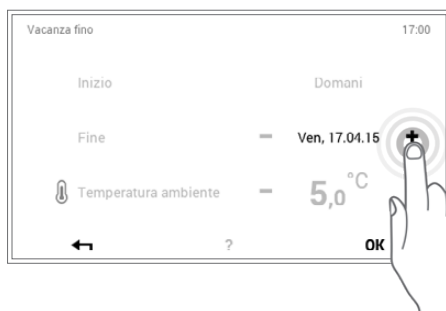 Vacanza fino 17:00
Inizio Domani
Fine − Ven, 17.04.15 +
Temperatura ambiente − 5,0 °C
? OK